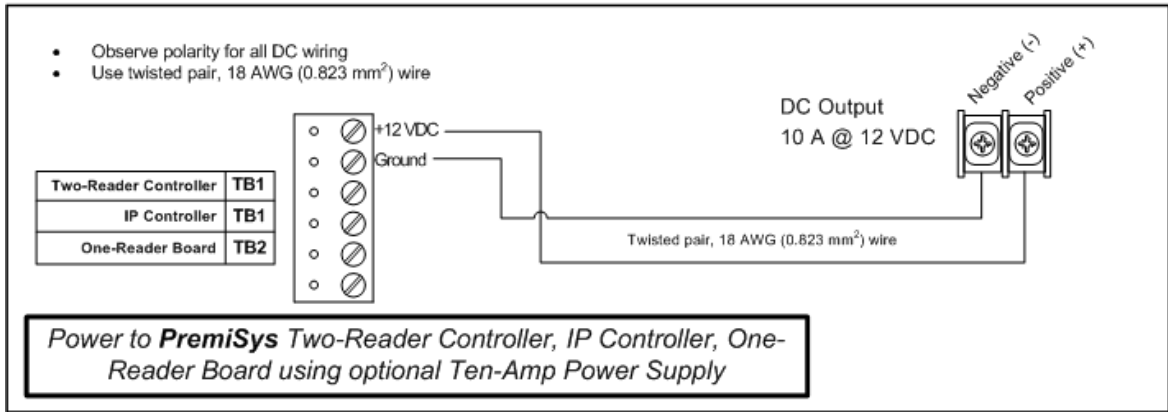 • Observe polarity for all DC wiring
• Use twisted pair, 18 AWG (0.823 mm²) wire
Negative (-)
Positive (+)
DC Output
10 A @ 12 VDC
+12 VDC
Ground
Two-Reader Controller TB1
IP Controller TB1
One-Reader Board TB2
Twisted pair, 18 AWG (0.823 mm²) wire
Power to PremiSys Two-Reader Controller, IP Controller, One-
Reader Board using optional Ten-Amp Power Supply